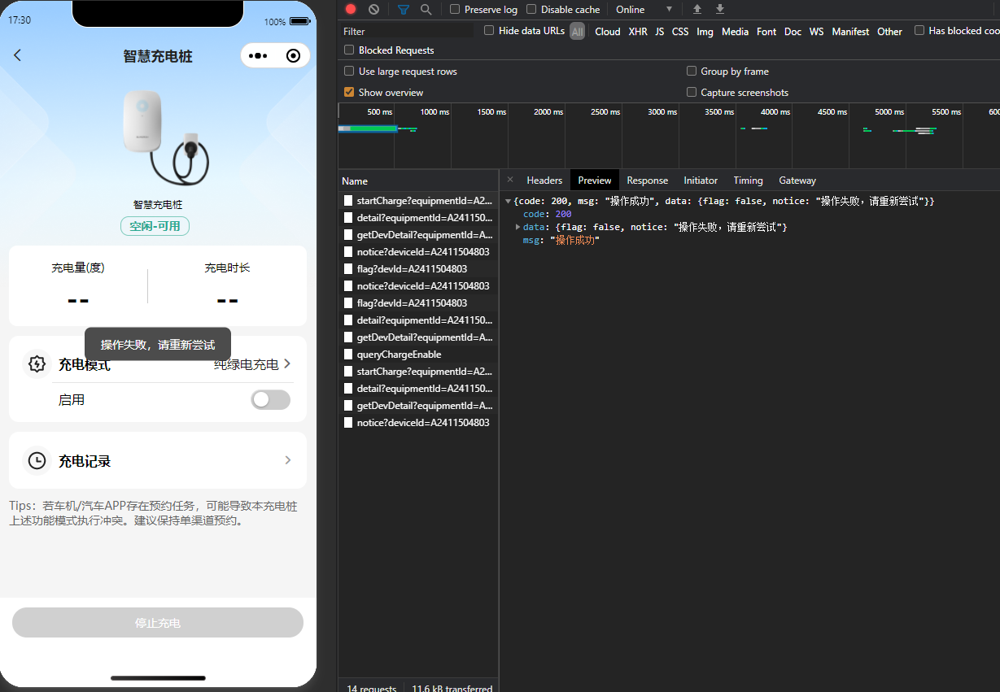 17:30
100%
智慧充电桩
智慧充电桩
空闲-可用
充电量(度)
充电时长
--
--
操作失败，请重新尝试
充电模式
纯绿电充电
启用
充电记录
Tips：若车机/汽车APP存在预约任务，可能导致本充电桩
上述功能模式执行冲突。建议保持单渠道预约。
停止充电
Preserve log
Disable cache
Online
Filter
Hide data URLs
All
Cloud XHR JS CSS Img Media Font Doc WS Manifest Other
Has blocked coo
Blocked Requests
Use large request rows
Group by frame
Show overview
Capture screenshots
500 ms 1000 ms 1500 ms 2000 ms 2500 ms 3000 ms 3500 ms 4000 ms 4500 ms 5000 ms 5500 ms 600
Name
startCharge?equipmentId=A2...
detail?equipmentId=A241150...
getDevDetail?equipmentId=A...
notice?deviceId=A2411504803
flag?devId=A2411504803
notice?deviceId=A2411504803
flag?devId=A2411504803
detail?equipmentId=A241150...
getDevDetail?equipmentId=A...
queryChargeEnable
startCharge?equipmentId=A2...
detail?equipmentId=A241150...
getDevDetail?equipmentId=A...
notice?deviceId=A2411504803
14 requests
11.6 kB transferred
Headers Preview Response Initiator Timing Gateway
{code: 200, msg: "操作成功", data: {flag: false, notice: "操作失败，请重新尝试"}}
code: 200
data: {flag: false, notice: "操作失败，请重新尝试"}
msg: "操作成功"